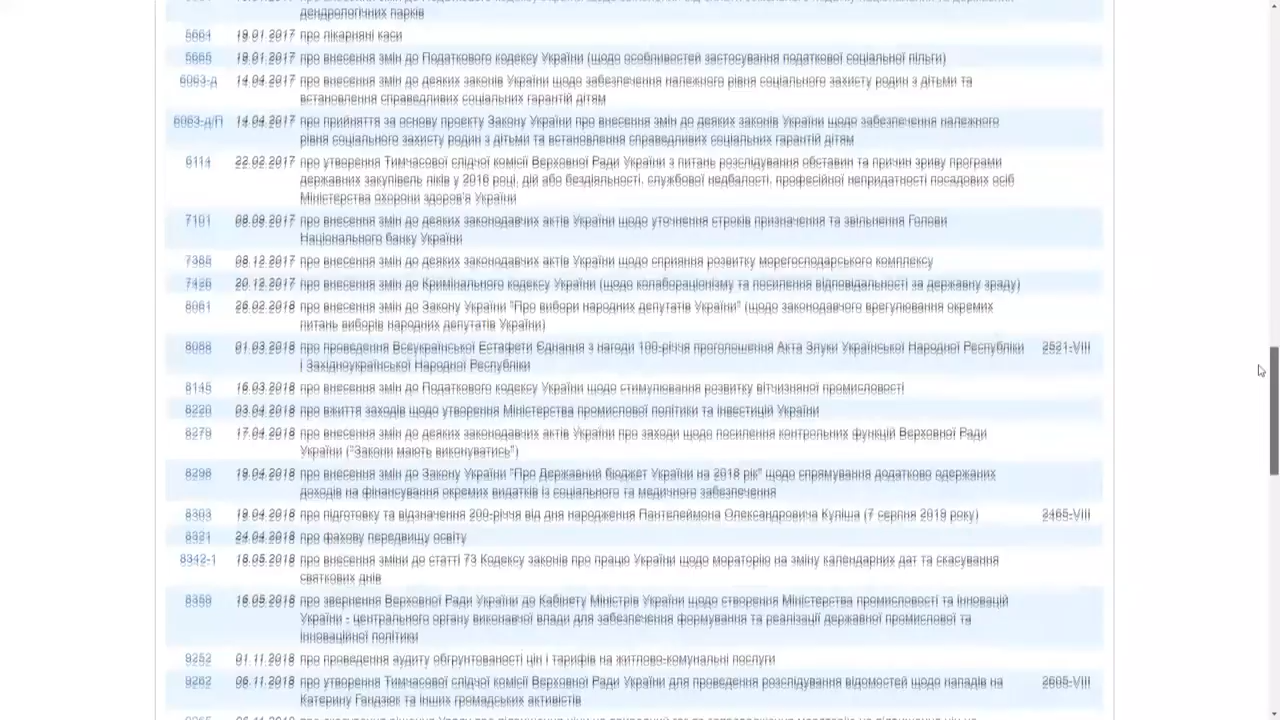 дендрологічних парків
5664 19.01.2017 про лікарняні каси
5665 19.01.2017 про внесення змін до Податкового кодексу України (щодо особливостей застосування податкової соціальної пільги)
6063-д 14.04.2017 про внесення змін до деяких законів України щодо забезпечення належного рівня соціального захисту родин з дітьми та
встановлення справедливих соціальних гарантій дітям
6063-д/П 14.04.2017 про прийняття за основу проекту Закону України про внесення змін до деяких законів України щодо забезпечення належного
рівня соціального захисту родин з дітьми та встановлення справедливих соціальних гарантій дітям
6114 22.02.2017 про утворення Тимчасової слідчої комісії Верховної Ради України з питань розслідування обставин та причин зриву програми
державних закупівель ліків у 2016 році, дій або бездіяльності, службової недбалості, професійної непридатності посадових осіб
Міністерства охорони здоров'я України
7101 08.09.2017 про внесення змін до деяких законодавчих актів України щодо уточнення строків призначення та звільнення Голови
Національного банку України
08.12.2017 про внесення змін до деяких законодавчих актів України щодо сприяння розвитку морегосподарського комплексу
20.12.2017 про внесення змін до Кримінального кодексу України (щодо колабораціонізму та посилення відповідальності за державну зраду)
8061 26.02.2018 про внесення змін до Закону України "Про вибори народних депутатів України" (щодо законодавчого врегулювання окремих
питань виборів народних депутатів України)
8088 01.03.2018 про проведення Всеукраїнської Естафети Єднання з нагоди 100-річчя проголошення Акта Злуки Української Народної Республіки 2521-VIII
і Західноукраїнської Народної Республіки
8145 16.03.2018 про внесення змін до Податкового кодексу України щодо стимулювання розвитку вітчизняної промисловості
8220 03.04.2018 про вжиття заходів щодо утворення Міністерства промислової політики та інвестицій України
8279 17.04.2018 про внесення змін до деяких законодавчих актів України про заходи щодо посилення контрольних функцій Верховної Ради
України ("Закони мають виконуватись")
8298 19.04.2018 про внесення змін до Закону України "Про Державний бюджет України на 2018 рік" щодо спрямування додатково одержаних
доходів на фінансування окремих видатків із соціального та медичного забезпечення
8303 19.04.2018 про підготовку та відзначення 200-річчя від дня народження Пантелеймона Олександровича Куліша (7 серпня 2019 року) 2465-VIII
8321 24.04.2018 про фахову передвищу освіту
8342-1 18.05.2018 про внесення зміни до статті 73 Кодексу законів про працю України щодо мораторію на зміну календарних дат та скасування
святкових днів
8359 16.05.2018 про звернення Верховної Ради України до Кабінету Міністрів України щодо створення Міністерства промисловості та інновацій
України - центрального органу виконавчої влади для забезпечення формування та реалізації державної промислової та
інноваційної політики
9252 01.11.2018 про проведення аудиту обґрунтованості цін і тарифів на житлово-комунальні послуги
9262 06.11.2018 про утворення Тимчасової слідчої комісії Верховної Ради України для проведення розслідування відомостей щодо нападів на 2605-VIII
Катерину Гандзюк та інших громадських активістів